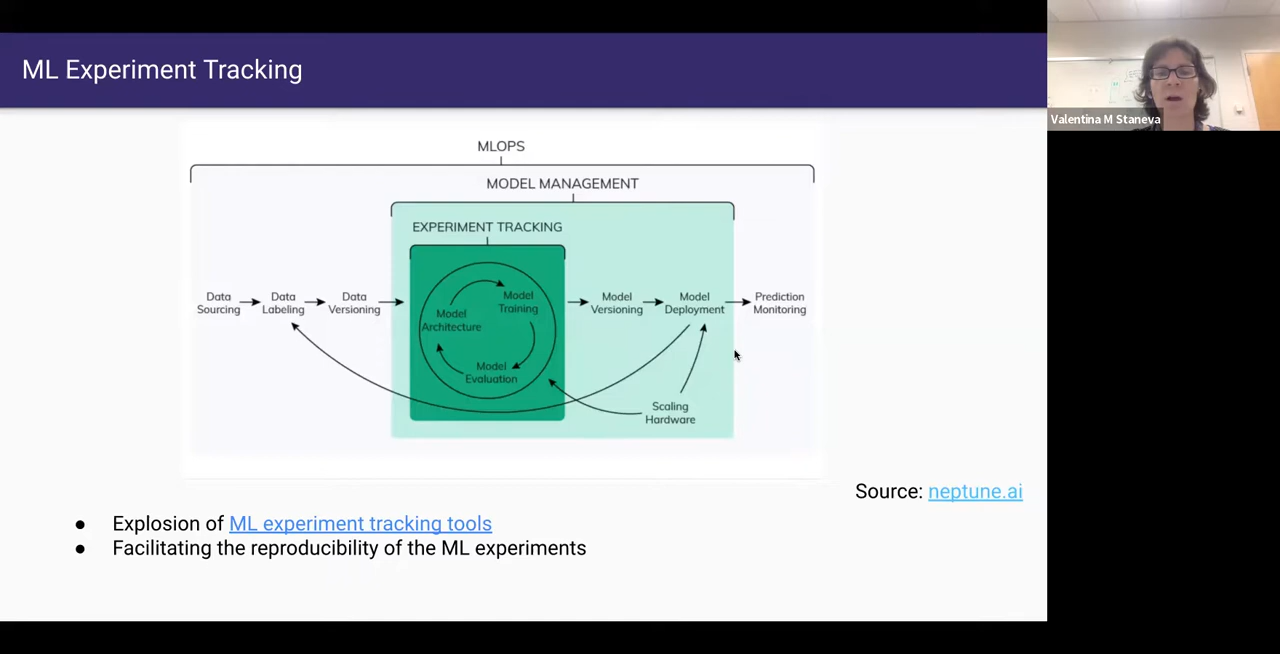 ML Experiment Tracking
Valentina M Staneva
MLOPS
MODEL MANAGEMENT
EXPERIMENT TRACKING
Data
Sourcing
Data
Labeling
Data
Versioning
Model
Architecture
Model
Training
Model
Evaluation
Model
Versioning
Model
Deployment
Prediction
Monitoring
Scaling
Hardware
Source: neptune.ai
● Explosion of ML experiment tracking tools
● Facilitating the reproducibility of the ML experiments